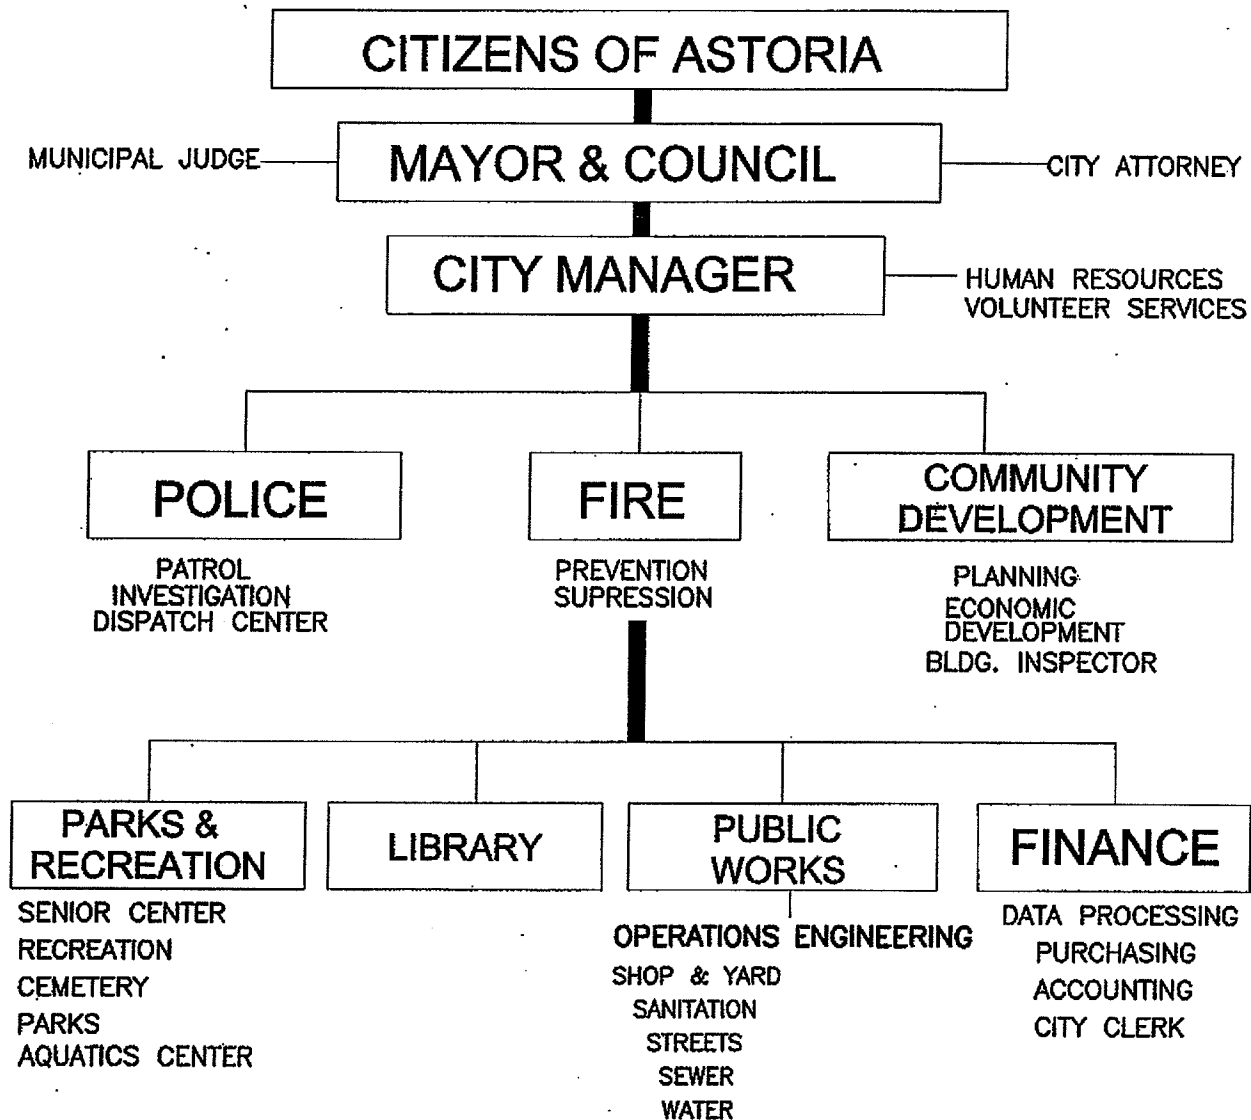 CITIZENS OF ASTORIA
MUNICIPAL JUDGE
MAYOR & COUNCIL
CITY ATTORNEY
CITY MANAGER
HUMAN RESOURCES
VOLUNTEER SERVICES
POLICE
PATROL
INVESTIGATION
DISPATCH CENTER
FIRE
PREVENTION
SUPRESSION
COMMUNITY
DEVELOPMENT
PLANNING
ECONOMIC
DEVELOPMENT
BLDG. INSPECTOR
PARKS &
RECREATION
SENIOR CENTER
RECREATION
CEMETERY
PARKS
AQUATICS CENTER
LIBRARY
PUBLIC
WORKS
OPERATIONS ENGINEERING
SHOP & YARD
SANITATION
STREETS
SEWER
WATER
FINANCE
DATA PROCESSING
PURCHASING
ACCOUNTING
CITY CLERK